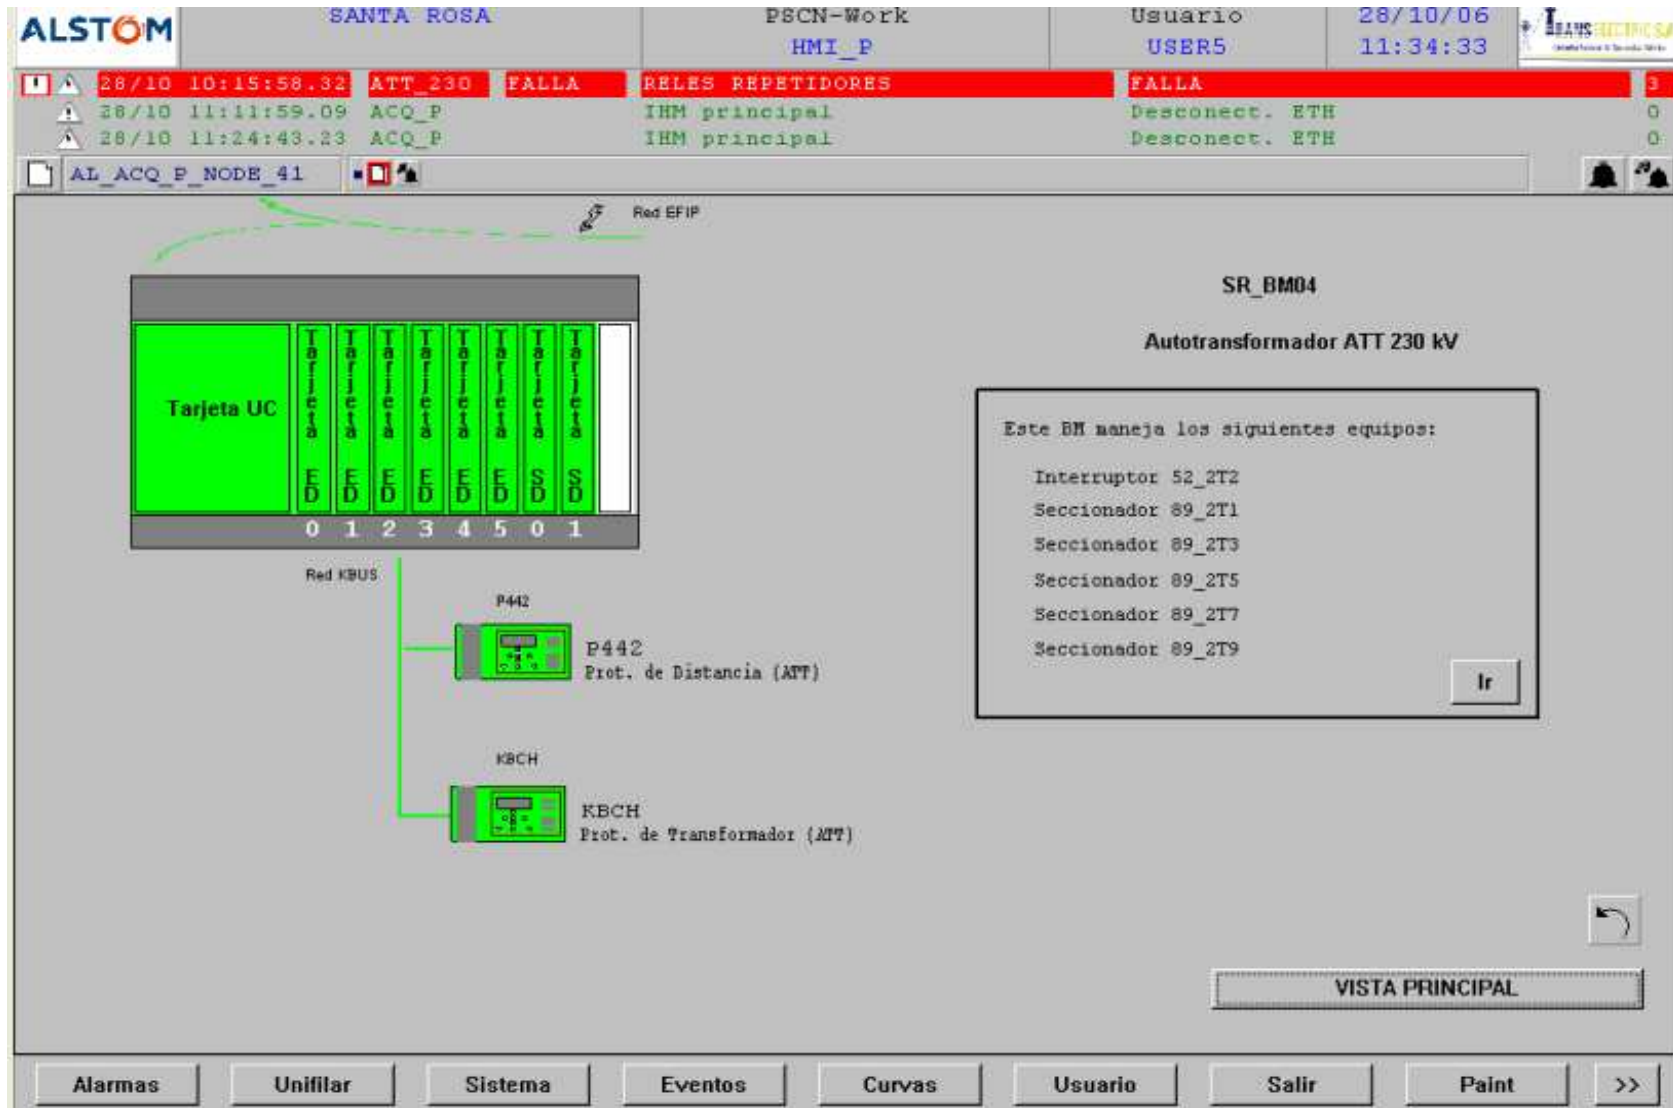 ALSTOM SANTA ROSA PSCN-Work Usuario 28/10/06
HMI_P USER5 11:34:33
28/10 10:15:58.32 ATT_230 FALLA RELES REPETIDORES FALLA 3
28/10 11:11:59.09 ACQ_P IHM principal Desconect. ETH 0
28/10 11:24:43.23 ACQ_P IHM principal Desconect. ETH 0
AL_ACQ_P_NODE_41
Red EFIP
SR_BM04
Autotransformador ATT 230 kV
Tarjeta UC
Tarjeta ED
Tarjeta ED
Tarjeta ED
Tarjeta ED
Tarjeta ED
Tarjeta ED
Tarjeta SD
Tarjeta SD
0 1 2 3 4 5 0 1
Este BM maneja los siguientes equipos:
Interruptor 52_2T2
Seccionador 89_2T1
Seccionador 89_2T3
Seccionador 89_2T5
Seccionador 89_2T7
Seccionador 89_2T9
Ir
Red KBUS
P442
P442
Prot. de Distancia (ATT)
KBCH
KBCH
Prot. de Transformador (ATT)
VISTA PRINCIPAL
Alarmas Unifilar Sistema Eventos Curvas Usuario Salir Paint >>